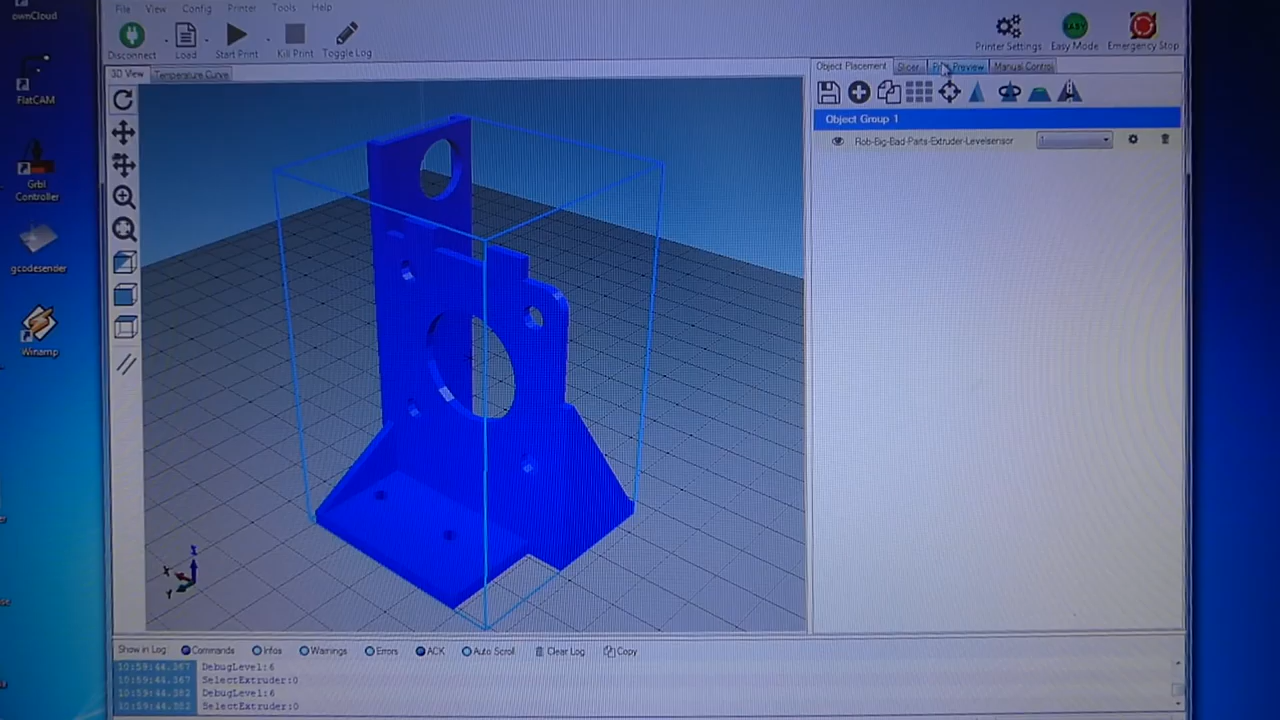 ownCloud
FlatCAM
Grbl
Controller
gcodesender
Winamp
File View Config Printer Tools Help
Disconnect Load Start Print Kill Print Toggle Log
Printer Settings Easy Mode Emergency Stop
3D View Temperature Curve
Object Placement Slicer Print Preview Manual Control
Object Group 1
Rob-Big-Bad-Parts-Extruder-Levelsensor 1
Z
X
Y
Show in Log Commands Infos Warnings Errors ACK Auto Scroll Clear Log Copy
10:59:44.367 DebugLevel:6
10:59:44.367 SelectExtruder:0
10:59:44.382 DebugLevel:6
10:59:44.382 SelectExtruder:0